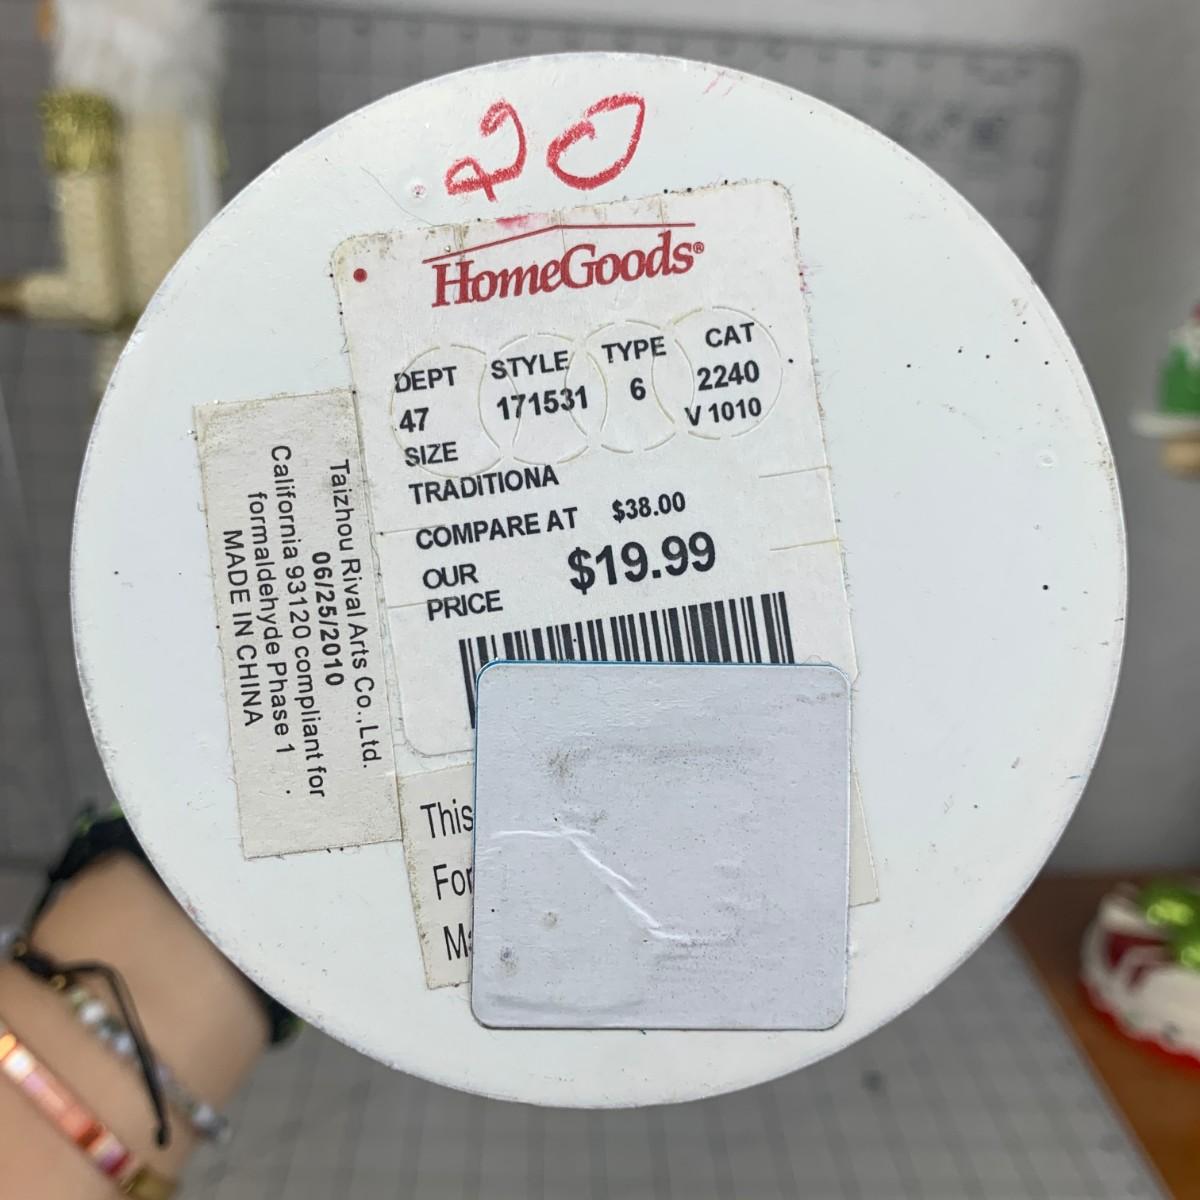 20
HomeGoods®
DEPT STYLE TYPE CAT
47 171531 6 2240
V 1010
SIZE
TRADITIONA
COMPARE AT $38.00
OUR PRICE $19.99
Taizhou Rival Arts Co.,Ltd.
06/25/2010
California 93120 compliant for
formaldehyde Phase 1 .
MADE IN CHINA
This
For